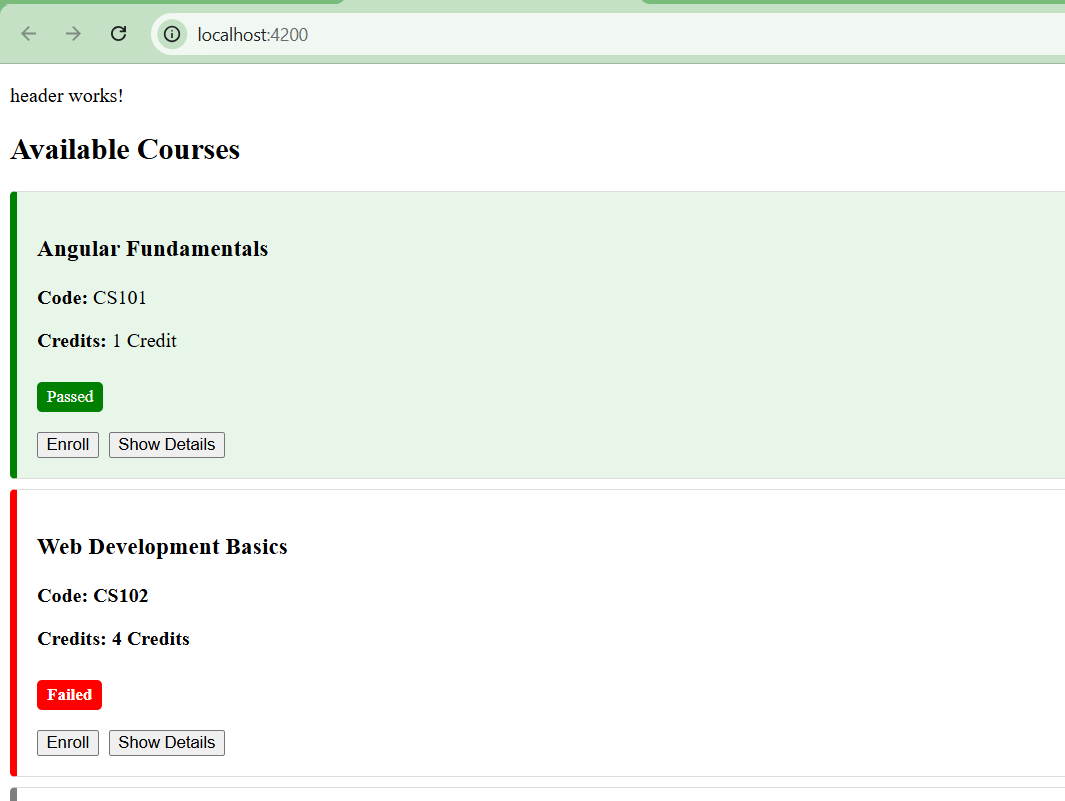 localhost:4200
header works!
Available Courses
Angular Fundamentals
Code: CS101
Credits: 1 Credit
Passed
Enroll Show Details
Web Development Basics
Code: CS102
Credits: 4 Credits
Failed
Enroll Show Details